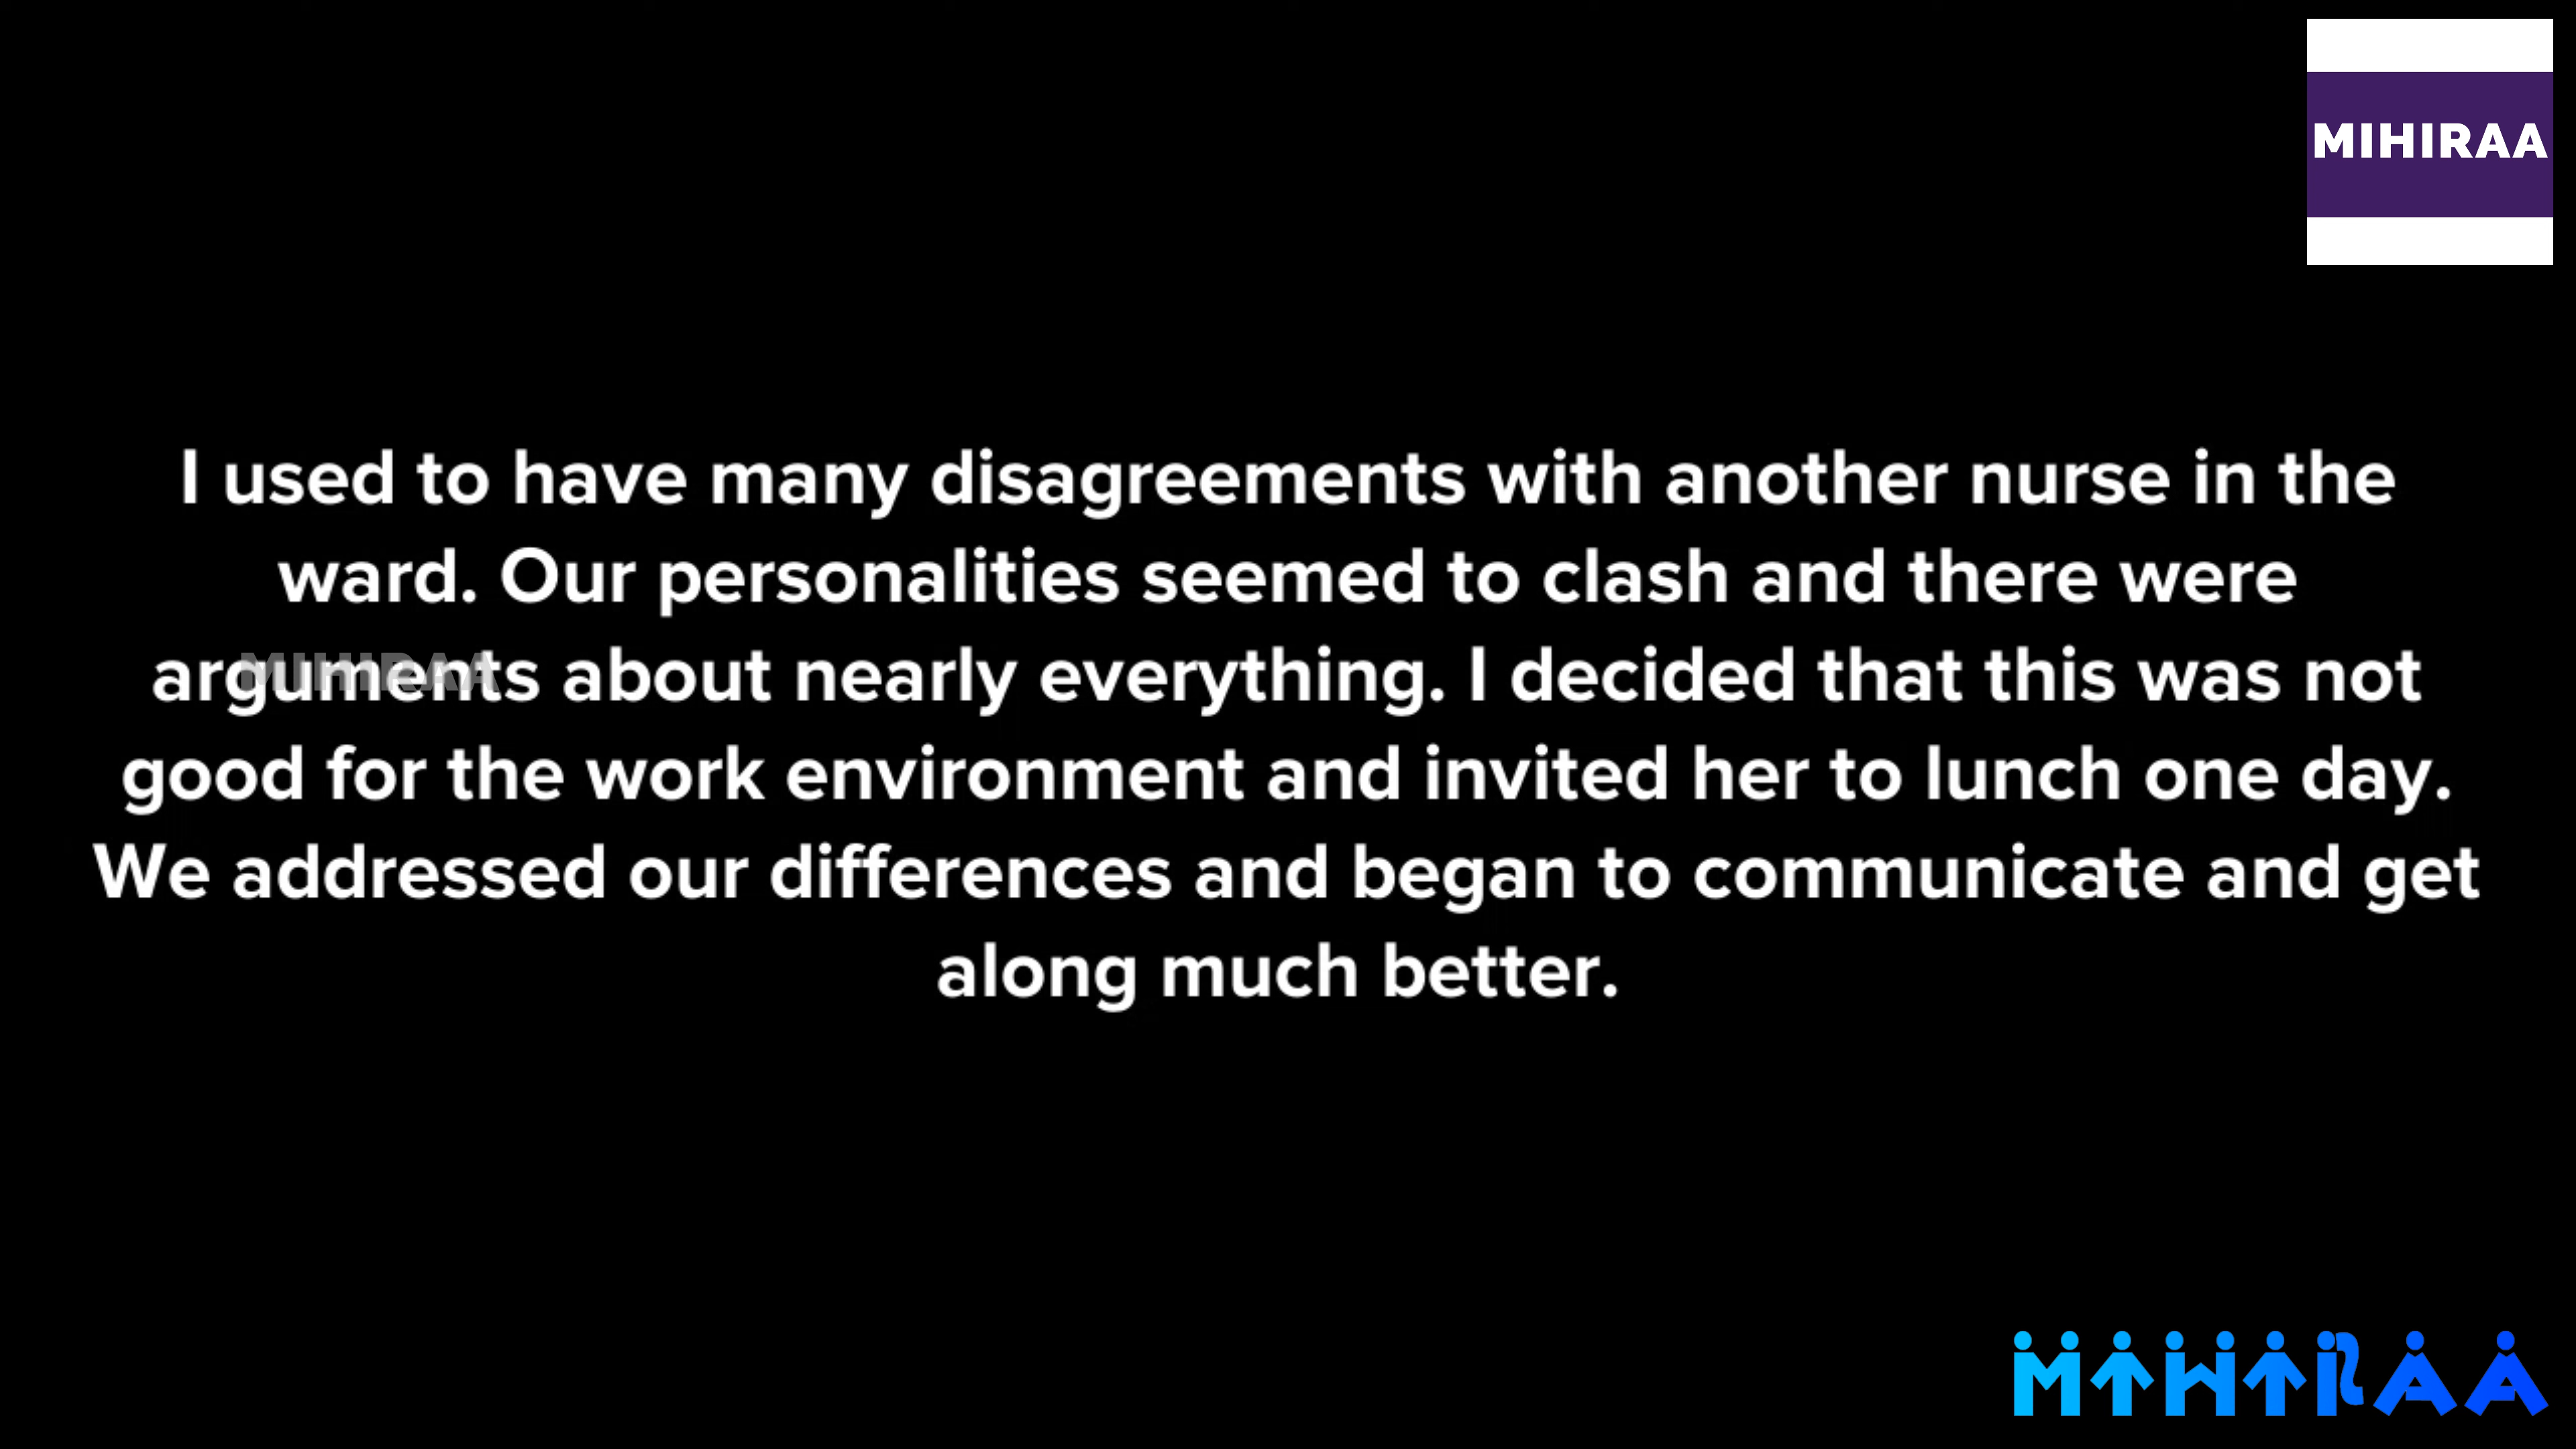 MIHIRAA
I used to have many disagreements with another nurse in the
ward. Our personalities seemed to clash and there were
arguments about nearly everything. I decided that this was not
MIHIRAA
good for the work environment and invited her to lunch one day.
We addressed our differences and began to communicate and get
along much better.
MIHIRAA